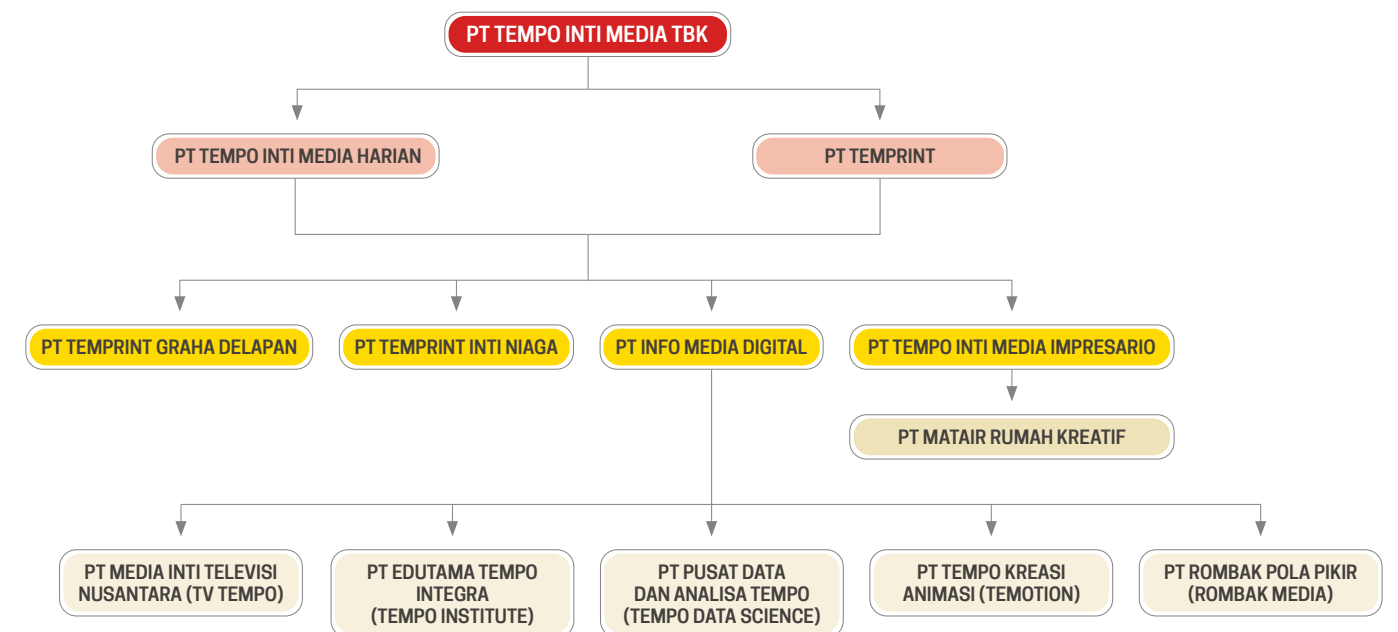 PT TEMPO INTI MEDIA TBK
PT TEMPO INTI MEDIA HARIAN
PT TEMPRINT
PT TEMPRINT GRAHA DELAPAN
PT TEMPRINT INTI NIAGA
PT INFO MEDIA DIGITAL
PT TEMPO INTI MEDIA IMPRESARIO
PT MATAIR RUMAH KREATIF
PT MEDIA INTI TELEVISI
NUSANTARA (TV TEMPO)
PT EDUTAMA TEMPO
INTEGRA
(TEMPO INSTITUTE)
PT PUSAT DATA
DAN ANALISA TEMPO
(TEMPO DATA SCIENCE)
PT TEMPO KREASI
ANIMASI (TEMOTION)
PT ROMBAK POLA PIKIR
(ROMBAK MEDIA)